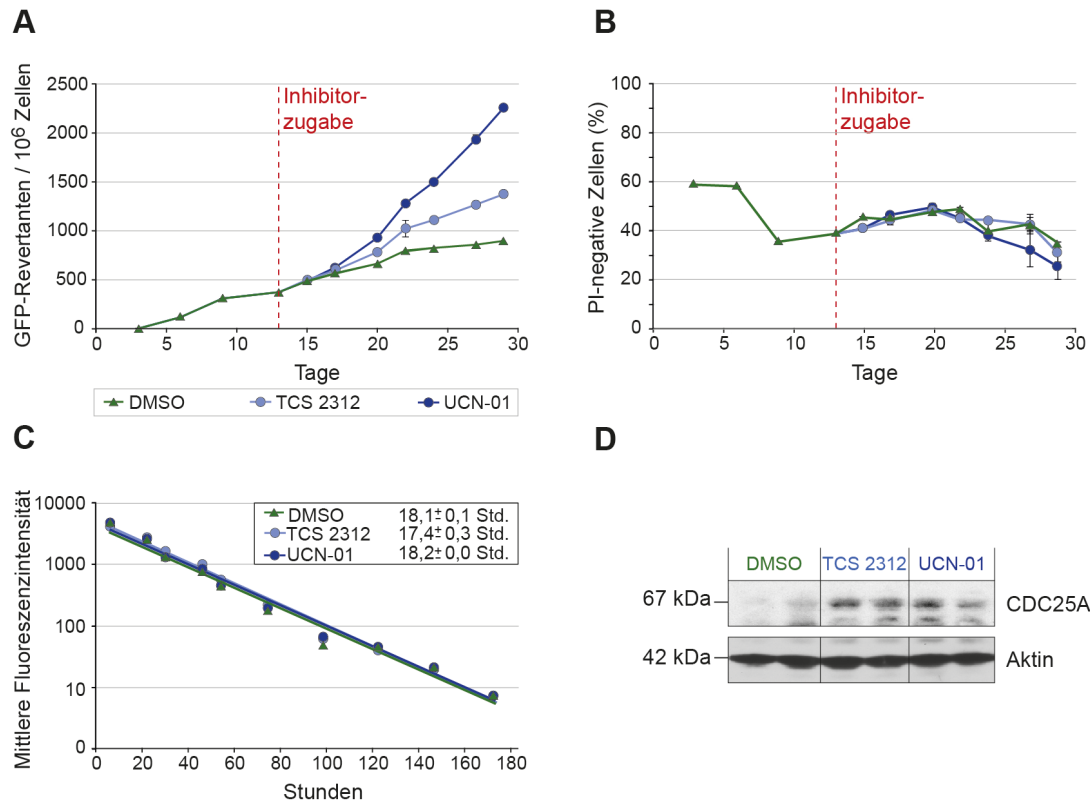 A
GFP-Revertanten / 10⁶ Zellen
2500
2000
1500
1000
500
0
Inhibitor-
zugabe
0 5 10 15 20 25 30
Tage
DMSO TCS 2312 UCN-01
B
PI-negative Zellen (%)
100
80
60
40
20
0
Inhibitor-
zugabe
0 5 10 15 20 25 30
Tage
C
Mittlere Fluoreszenzintensität
10000
1000
100
10
0
DMSO 18,1± 0,1 Std.
TCS 2312 17,4± 0,3 Std.
UCN-01 18,2± 0,0 Std.
0 20 40 60 80 100 120 140 160 180
Stunden
D
DMSO TCS 2312 UCN-01
67 kDa CDC25A
42 kDa Aktin